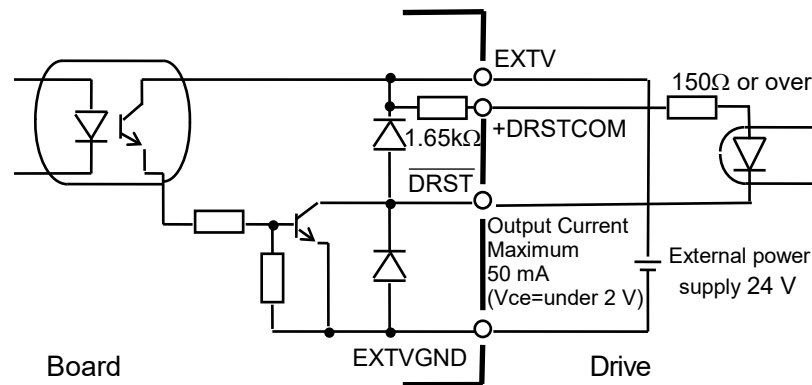 EXTV
150Ω or over
+DRSTCOM
1.65kΩ
DRST
Output Current
Maximum
50 mA
(Vce=under 2 V)
External power
supply 24 V
EXTVGND
Board
Drive